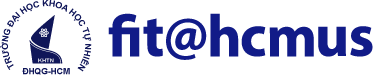 TRƯỜNG ĐẠI HỌC KHOA HỌC TỰ NHIÊN
KHTN
ĐHQG-HCM
fit@hcmus